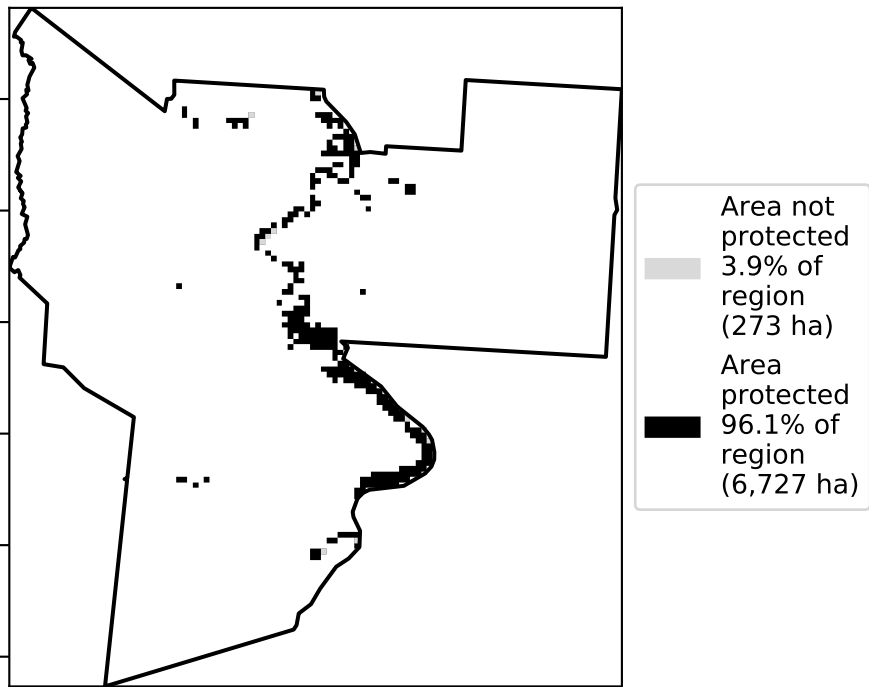 Area not
protected
3.9% of
region
(273 ha)
Area
protected
96.1% of
region
(6,727 ha)